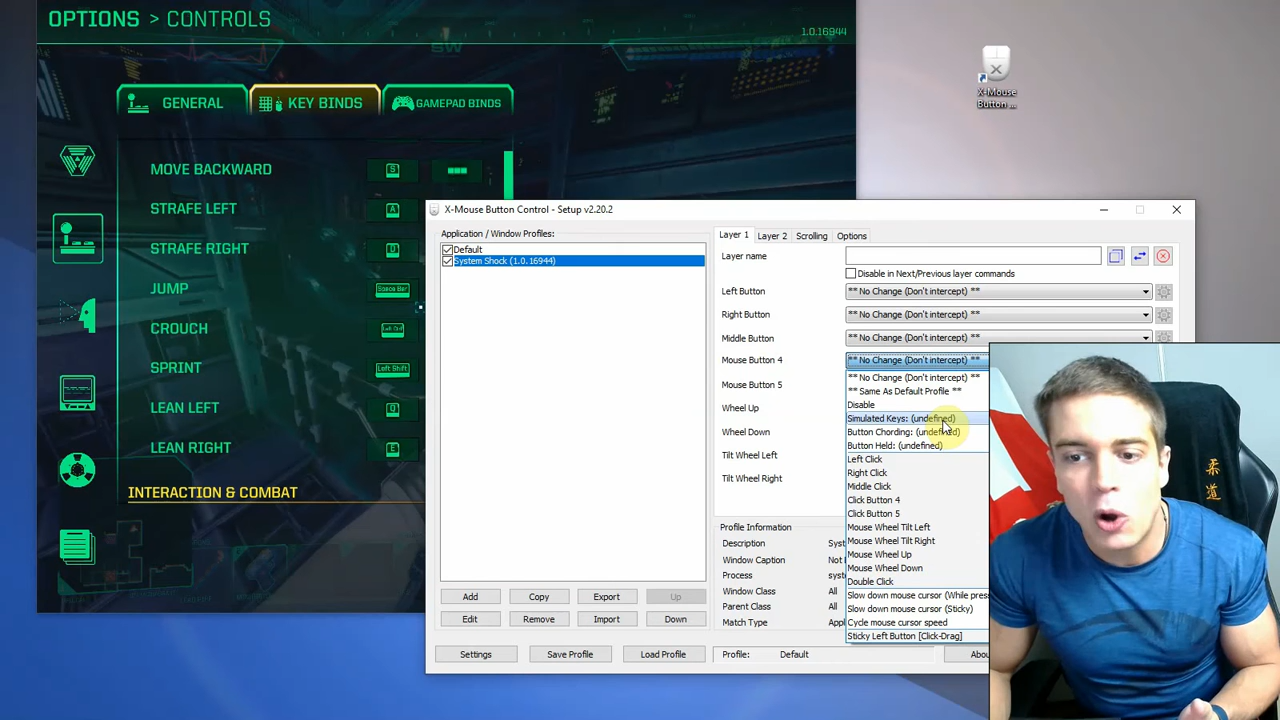 OPTIONS > CONTROLS
SW
1.0.16944
GENERAL
KEY BINDS
GAMEPAD BINDS
MOVE BACKWARD
S
STRAFE LEFT
A
STRAFE RIGHT
D
JUMP
Space Bar
CROUCH
Left Ctrl
SPRINT
Left Shift
LEAN LEFT
Q
LEAN RIGHT
E
INTERACTION & COMBAT
X-Mouse
Button ...
X-Mouse Button Control - Setup v2.20.2
Application / Window Profiles:
Default
System Shock (1.0.16944)
Add
Copy
Export
Up
Edit
Remove
Import
Down
Settings
Save Profile
Load Profile
Layer 1
Layer 2
Scrolling
Options
Layer name
Disable in Next/Previous layer commands
Left Button
** No Change (Don't intercept) **
Right Button
** No Change (Don't intercept) **
Middle Button
** No Change (Don't intercept) **
Mouse Button 4
** No Change (Don't intercept) **
Mouse Button 5
Wheel Up
Wheel Down
Tilt Wheel Left
Tilt Wheel Right
** No Change (Don't intercept) **
** Same As Default Profile **
Disable
Simulated Keys: (undefined)
Button Chording: (undefined)
Button Held: (undefined)
Left Click
Right Click
Middle Click
Click Button 4
Click Button 5
Mouse Wheel Tilt Left
Mouse Wheel Tilt Right
Mouse Wheel Up
Mouse Wheel Down
Double Click
Slow down mouse cursor (While pres
Slow down mouse cursor (Sticky)
Cycle mouse cursor speed
Sticky Left Button [Click-Drag]
Profile Information
Description
Syst
Window Caption
No
Process
syste
Window Class
All
Parent Class
All
Match Type
Appl
Profile:
Default
Abou
柔
道